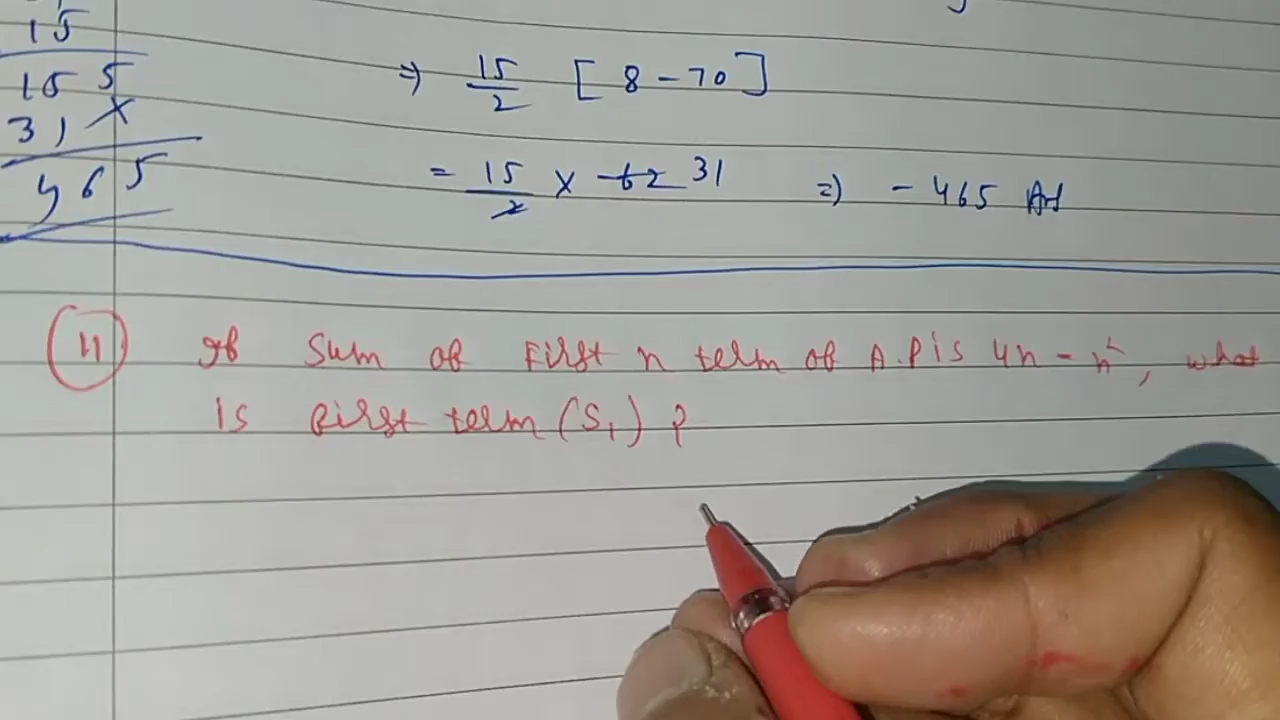 15
⇒ 15/2 [ 8 - 70 ]
15 5
31 ×
465
= 15/2 × -62 31 ⇒ - 465 Ans
11 If Sum of First n term of A.P is 4n - n², what
is first term (S₁) ?